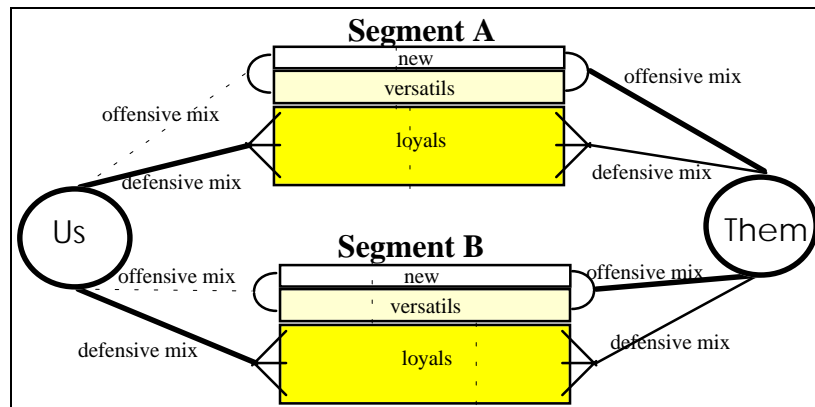 Segment A
new
versatils
loyals
offensive mix
defensive mix
offensive mix
defensive mix
Us
Them
Segment B
new
versatils
loyals
offensive mix
defensive mix
offensive mix
defensive mix